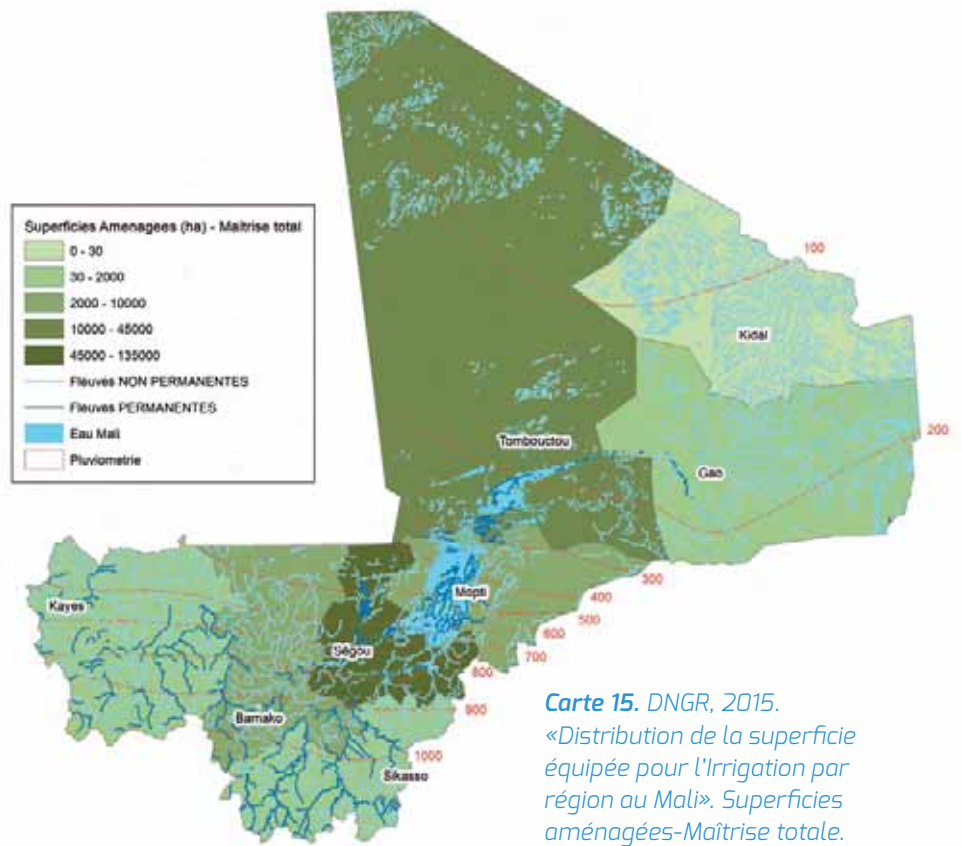 Superficies Amenagees (ha) - Maitrise total
0 - 30
30 - 2000
2000 - 10000
10000 - 45000
45000 - 135000
Fleuves NON PERMANENTES
Fleuves PERMANENTES
Eau Mali
Pluviometrie
100
Kidal
200
Tombouctou
Gao
300
Kayes
Mopti
400
500
600
Ségou
700
800
900
Bamako
1000
Sikasso
Carte 15. DNGR, 2015.
«Distribution de la superficie
équipée pour l'Irrigation par
région au Mali». Superficies
aménagées-Maîtrise totale.